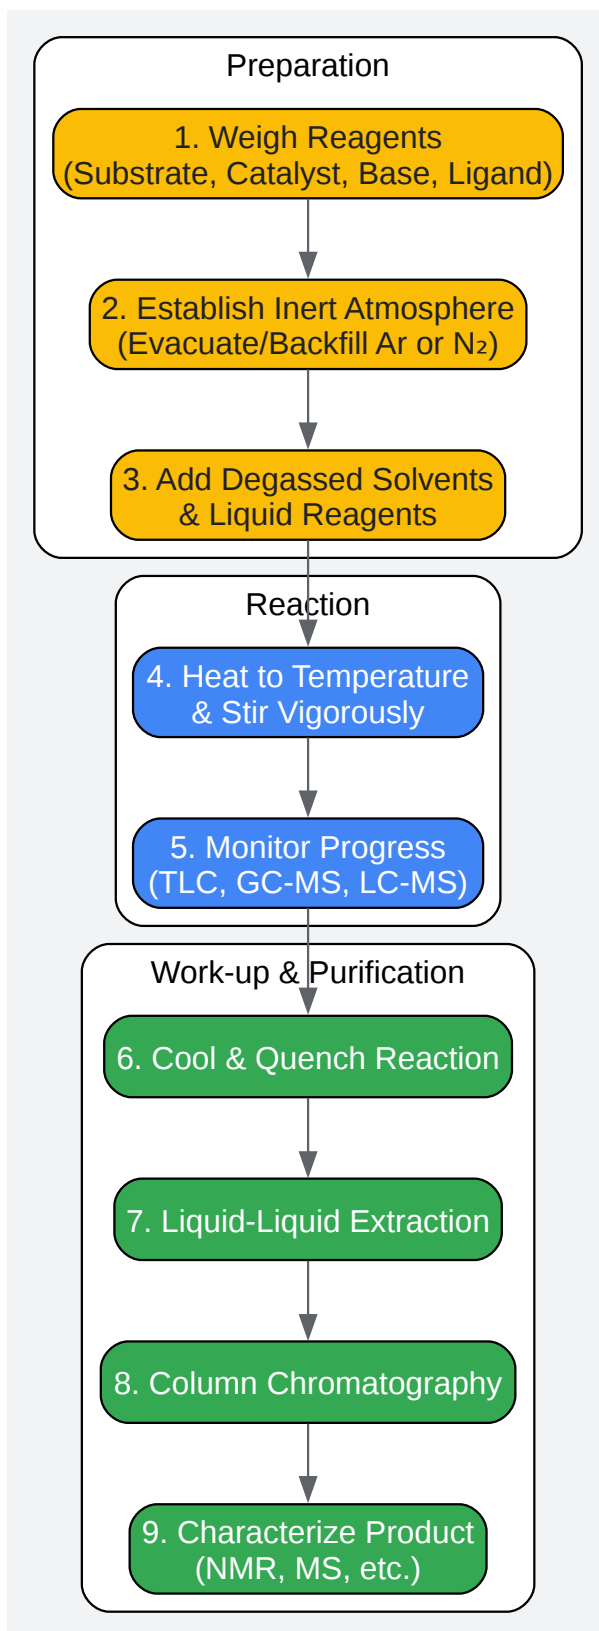 Preparation
1. Weigh Reagents
(Substrate, Catalyst, Base, Ligand)
2. Establish Inert Atmosphere
(Evacuate/Backfill Ar or N₂)
3. Add Degassed Solvents
& Liquid Reagents
Reaction
4. Heat to Temperature
& Stir Vigorously
5. Monitor Progress
(TLC, GC-MS, LC-MS)
Work-up & Purification
6. Cool & Quench Reaction
7. Liquid-Liquid Extraction
8. Column Chromatography
9. Characterize Product
(NMR, MS, etc.)